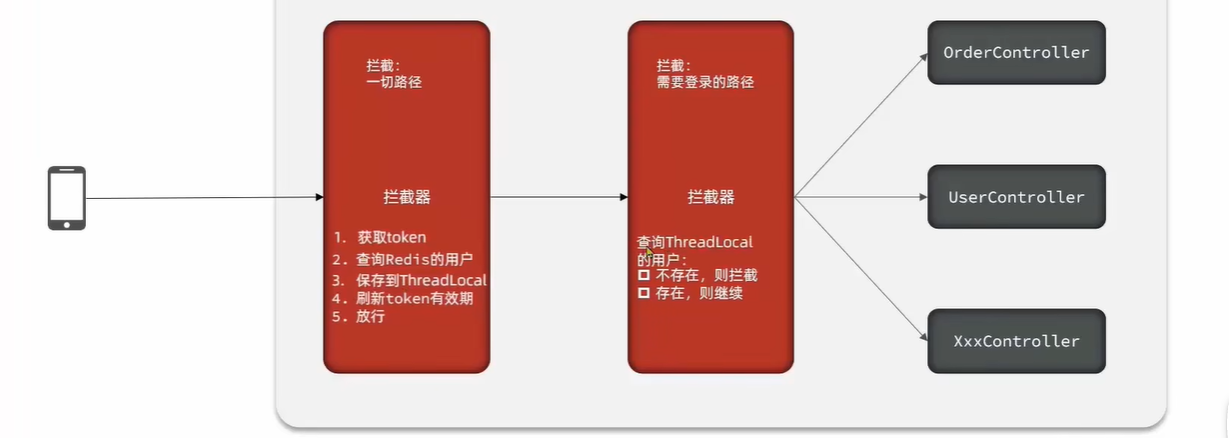 拦截:
一切路径
拦截器
1. 获取token
2. 查询Redis的用户
3. 保存到ThreadLocal
4. 刷新token有效期
5. 放行
拦截:
需要登录的路径
拦截器
查询ThreadLocal
的用户:
不存在，则拦截
存在，则继续
OrderController
UserController
XxxController